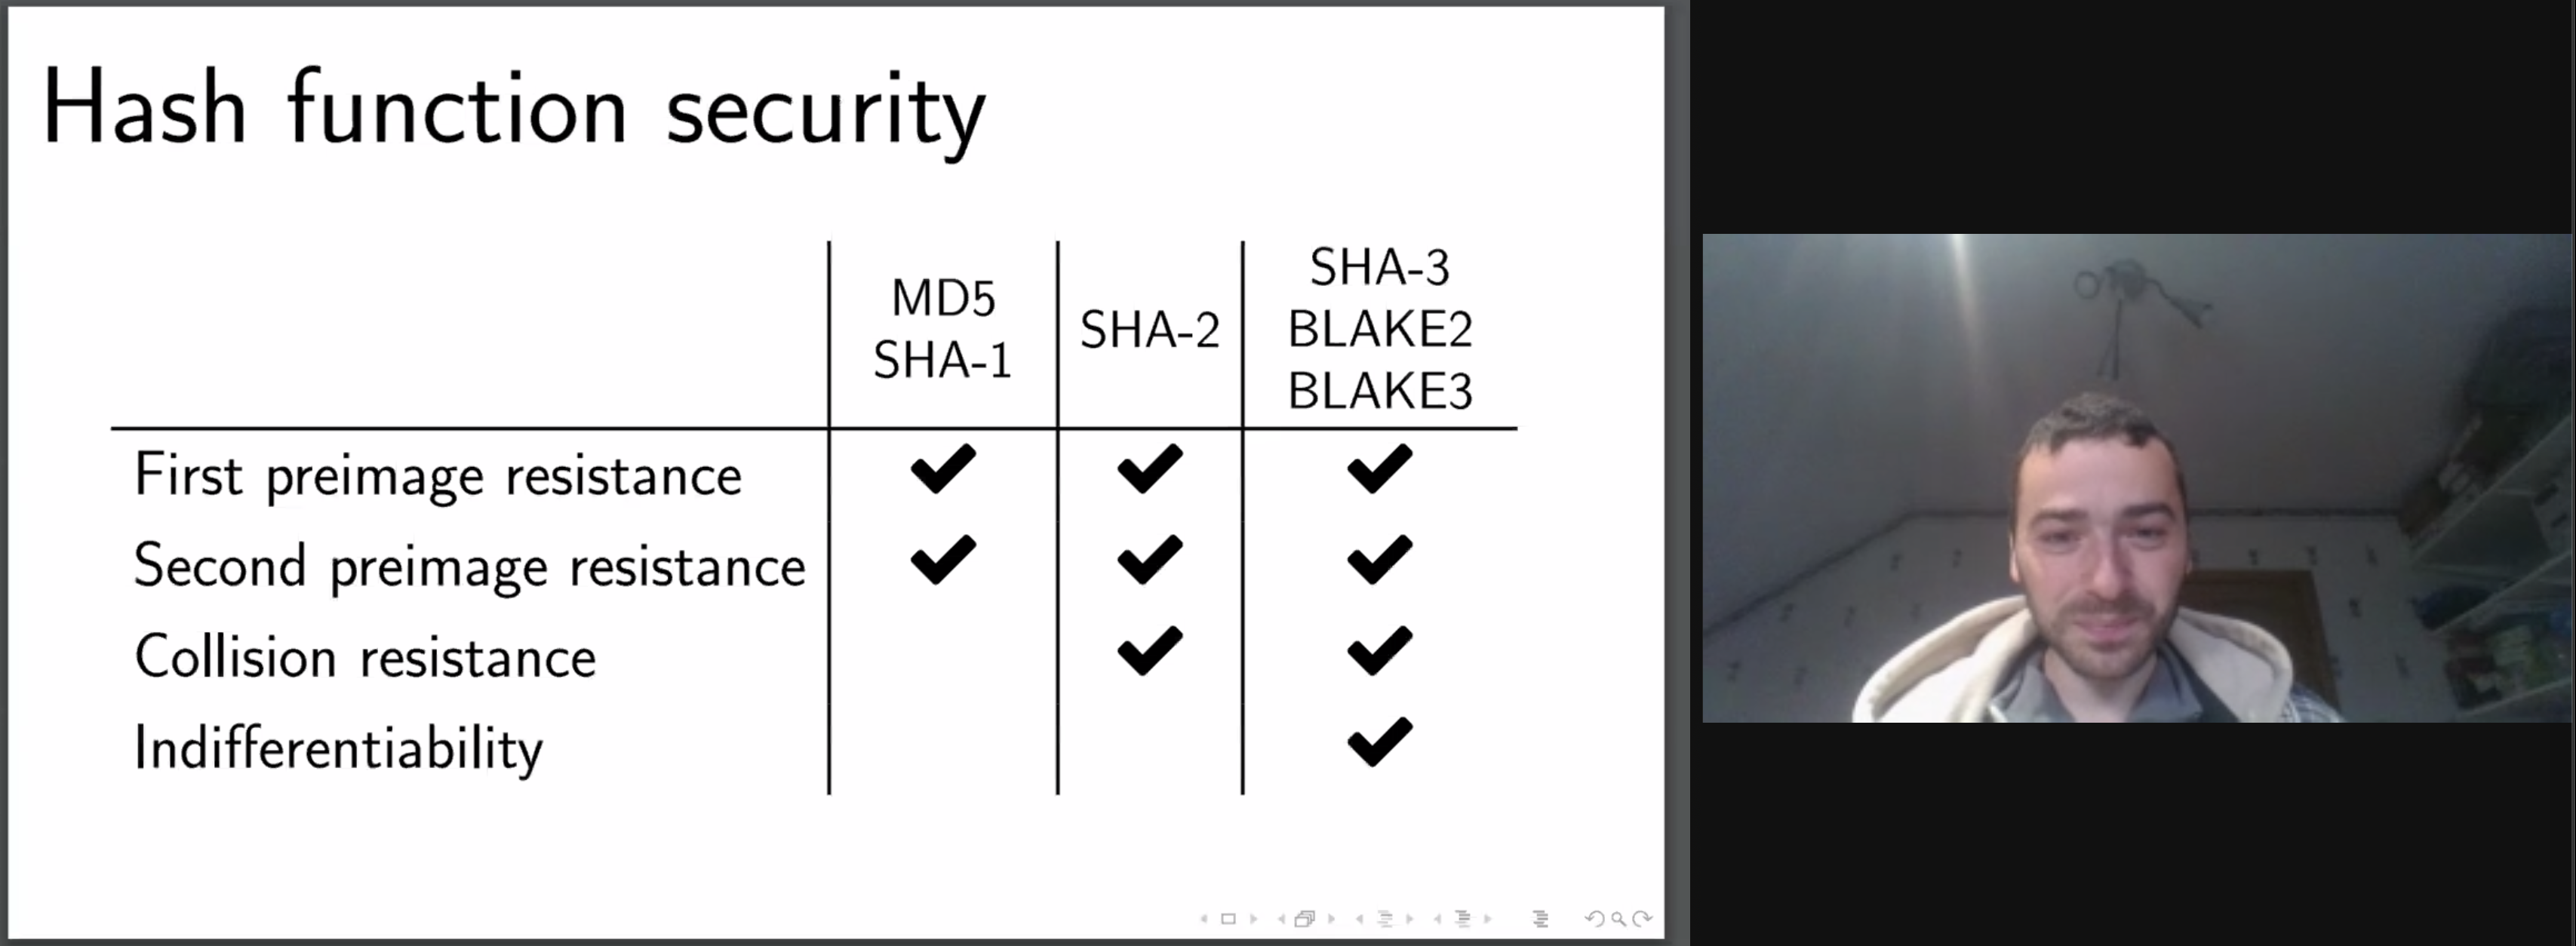 Hash function security
MD5
SHA-1
SHA-2
SHA-3
BLAKE2
BLAKE3
First preimage resistance ✔ ✔ ✔
Second preimage resistance ✔ ✔ ✔
Collision resistance ✔ ✔
Indifferentiability ✔